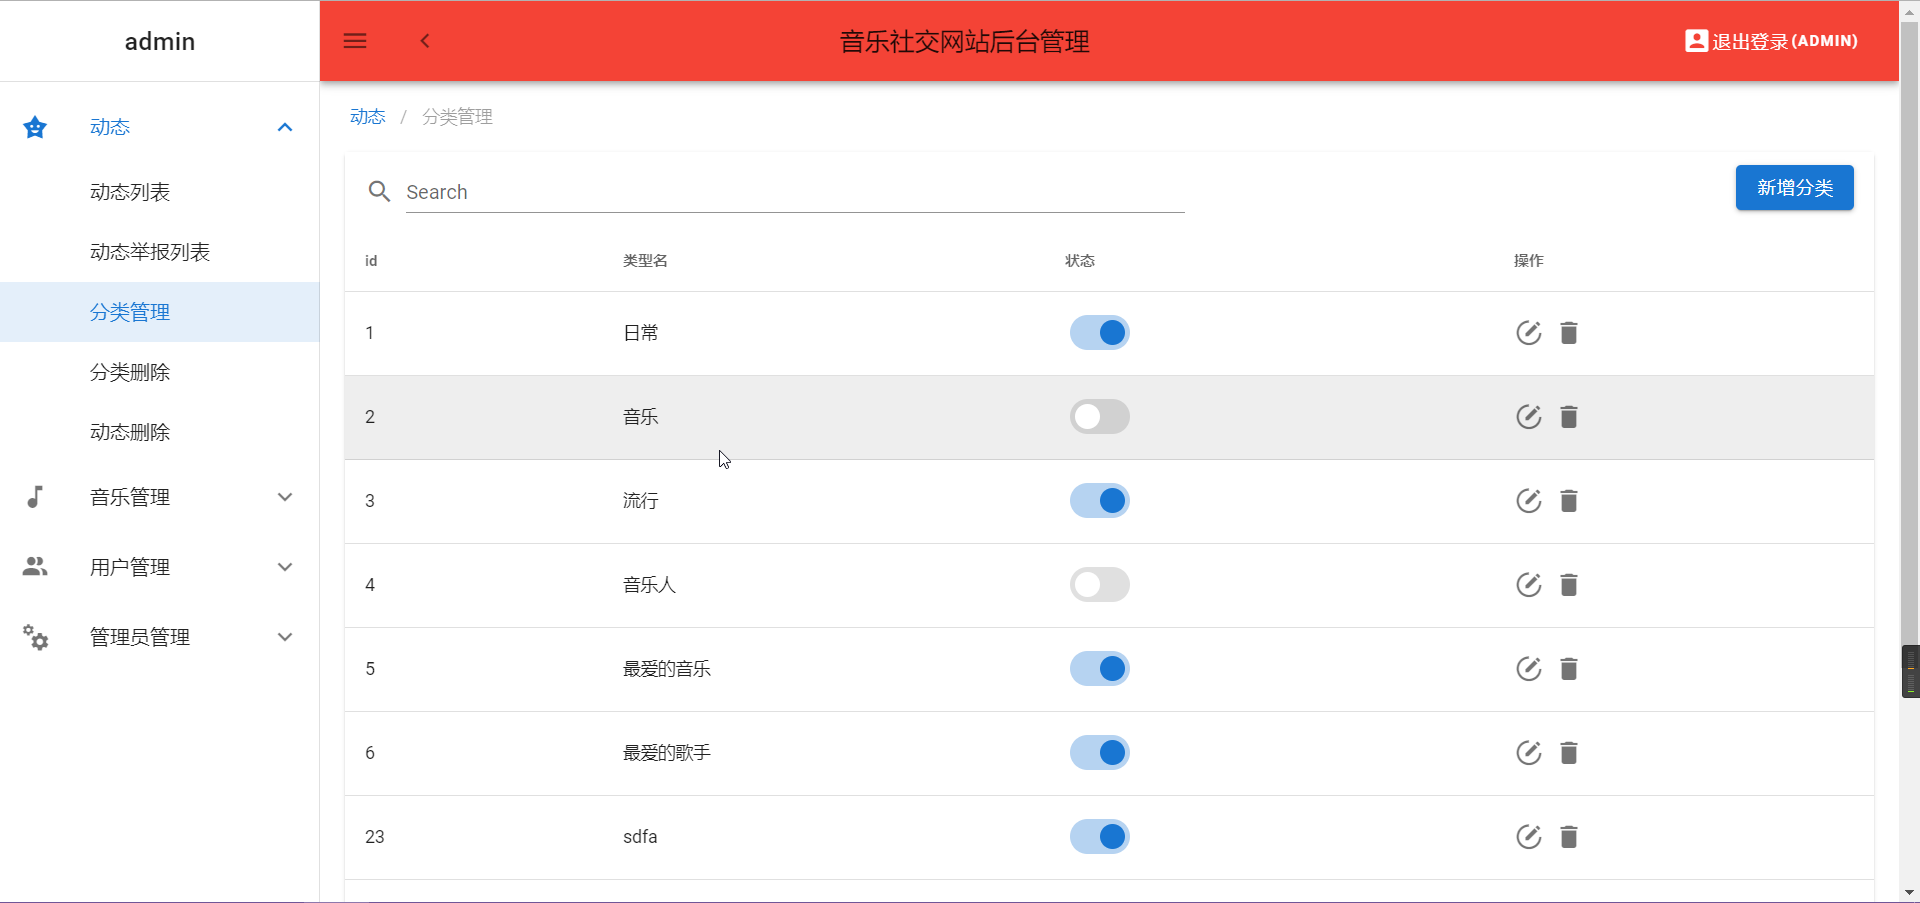 admin
音乐社交网站后台管理
退出登录(ADMIN)
动态
动态列表
动态举报列表
分类管理
分类删除
动态删除
音乐管理
用户管理
管理员管理
动态 / 分类管理
Search
新增分类
id 类型名 状态 操作
1 日常
2 音乐
3 流行
4 音乐人
5 最爱的音乐
6 最爱的歌手
23 sdfa